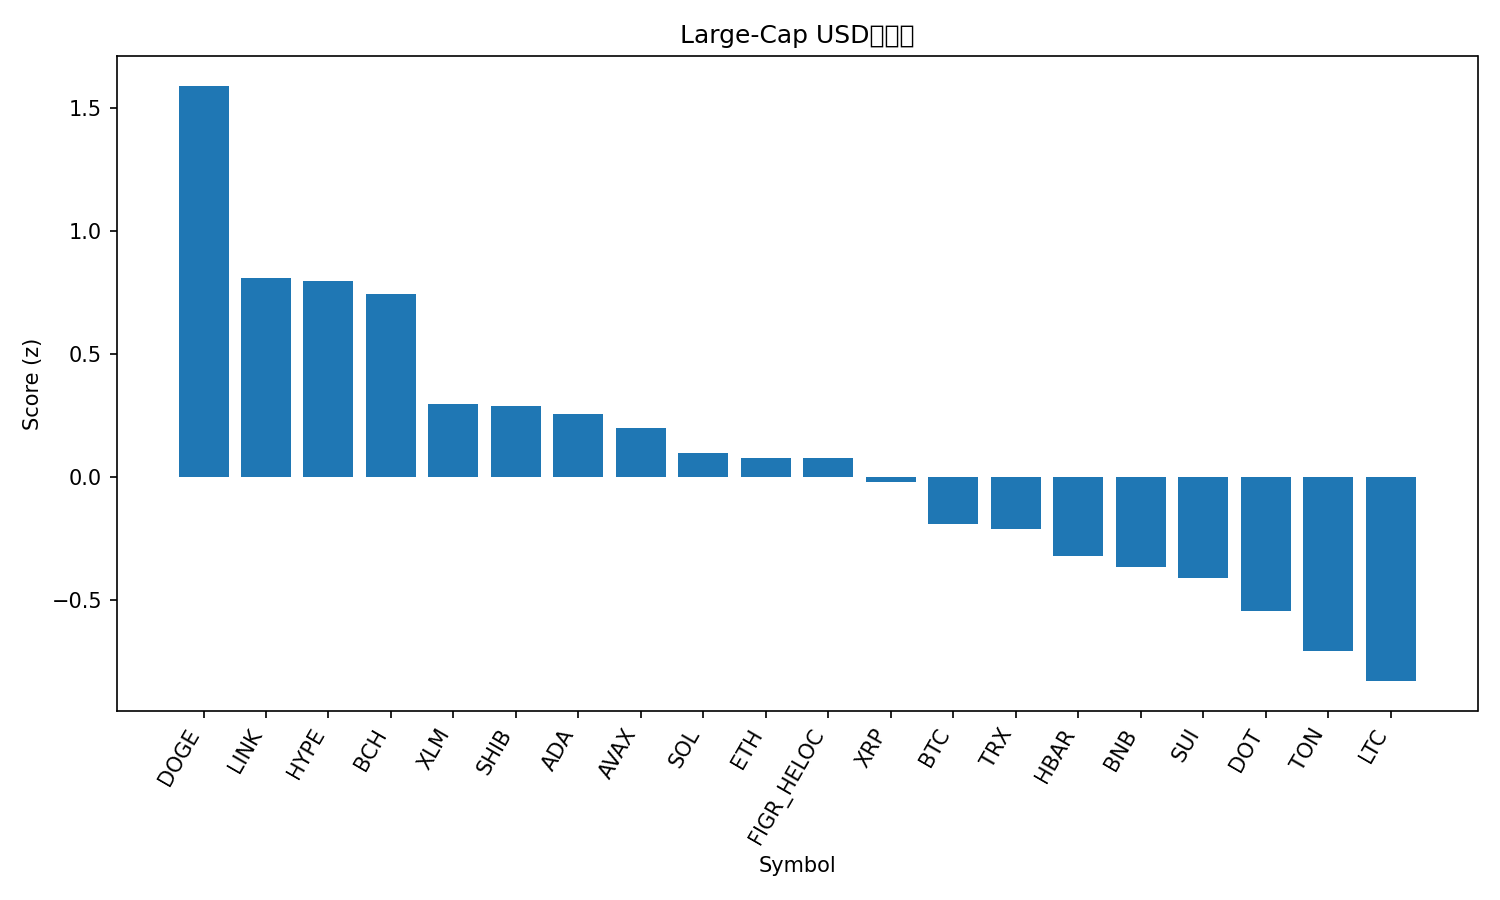 Large-Cap USD
Score (z)
1.5
1.0
0.5
0.0
−0.5
DOGE
LINK
HYPE
BCH
XLM
SHIB
ADA
AVAX
SOL
ETH
FIGR_HELOC
XRP
BTC
TRX
HBAR
BNB
SUI
DOT
TON
LTC
Symbol